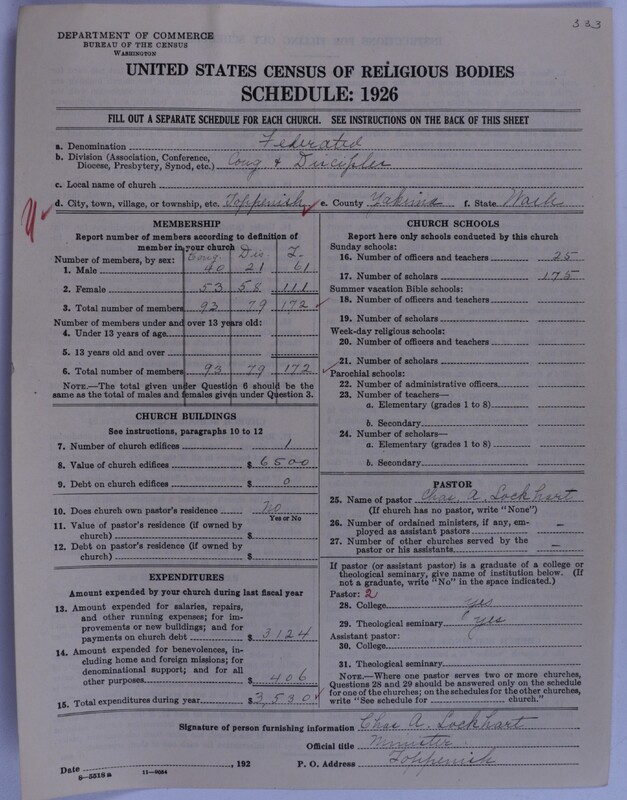 333
DEPARTMENT OF COMMERCE
BUREAU OF THE CENSUS
WASHINGTON
UNITED STATES CENSUS OF RELIGIOUS BODIES
SCHEDULE: 1926
FILL OUT A SEPARATE SCHEDULE FOR EACH CHURCH. SEE INSTRUCTIONS ON THE BACK OF THIS SHEET
a. Denomination Federated
b. Division (Association, Conference, Diocese, Presbytery, Synod, etc.) Cong & Disciples
c. Local name of church
d. City, town, village, or township, etc. Toppenish e. County Yakima f. State Wash
MEMBERSHIP
Report number of members according to definition of
member in your church
Number of members, by sex: Cong. Dis. T.
1. Male 40 21 61
2. Female 53 58 111
3. Total number of members 93 79 172
Number of members under and over 13 years old:
4. Under 13 years of age
5. 13 years old and over
6. Total number of members 93 79 172
NOTE.—The total given under Question 6 should be
same as the total of males and females given under Question 3.
CHURCH BUILDINGS
See instructions, paragraphs 10 to 12
7. Number of church edifices 1
8. Value of church edifices $ 6500
9. Debt on church edifices $ 0
10. Does church own pastor's residence No
Yes or No
11. Value of pastor's residence (if owned by
church) $
12. Debt on pastor's residence (if owned by
church) $
EXPENDITURES
Amount expended by your church during last fiscal year
13. Amount expended for salaries, repairs,
and other running expenses; for im-
provements or new buildings; and for
payments on church debt $ 3124
14. Amount expended for benevolences, in-
cluding home and foreign missions; for
denominational support; and for all
other purposes $ 406
15. Total expenditures during year $ 3,530
CHURCH SCHOOLS
Report here only schools conducted by this church
Sunday schools:
16. Number of officers and teachers 25
17. Number of scholars 175
Summer vacation Bible schools:
18. Number of officers and teachers
19. Number of scholars
Week-day religious schools:
20. Number of officers and teachers
21. Number of scholars
Parochial schools:
22. Number of administrative officers
23. Number of teachers—
a. Elementary (grades 1 to 8)
b. Secondary
24. Number of scholars—
a. Elementary (grades 1 to 8)
b. Secondary
PASTOR
25. Name of pastor Chas. A. Lockhart
(If church has no pastor, write "None")
26. Number of ordained ministers, if any, em-
ployed as assistant pastors –
27. Number of other churches served by the
pastor or his assistants –
If pastor (or assistant pastor) is a graduate of a college or
theological seminary, give name of institution below. (If
not a graduate, write "No" in the space indicated.)
Pastor: 2
28. College yes
29. Theological seminary yes
Assistant pastor:
30. College
31. Theological seminary
NOTE.—Where one pastor serves two or more churches,
Questions 28 and 29 should be answered only on the schedule
for one of the churches; on the schedules for the other churches,
write "See schedule for church.)
Signature of person furnishing information Chas A. Lockhart
Official title Minister
Date , 192 P. O. Address Toppenish
8-5518a 11-9084